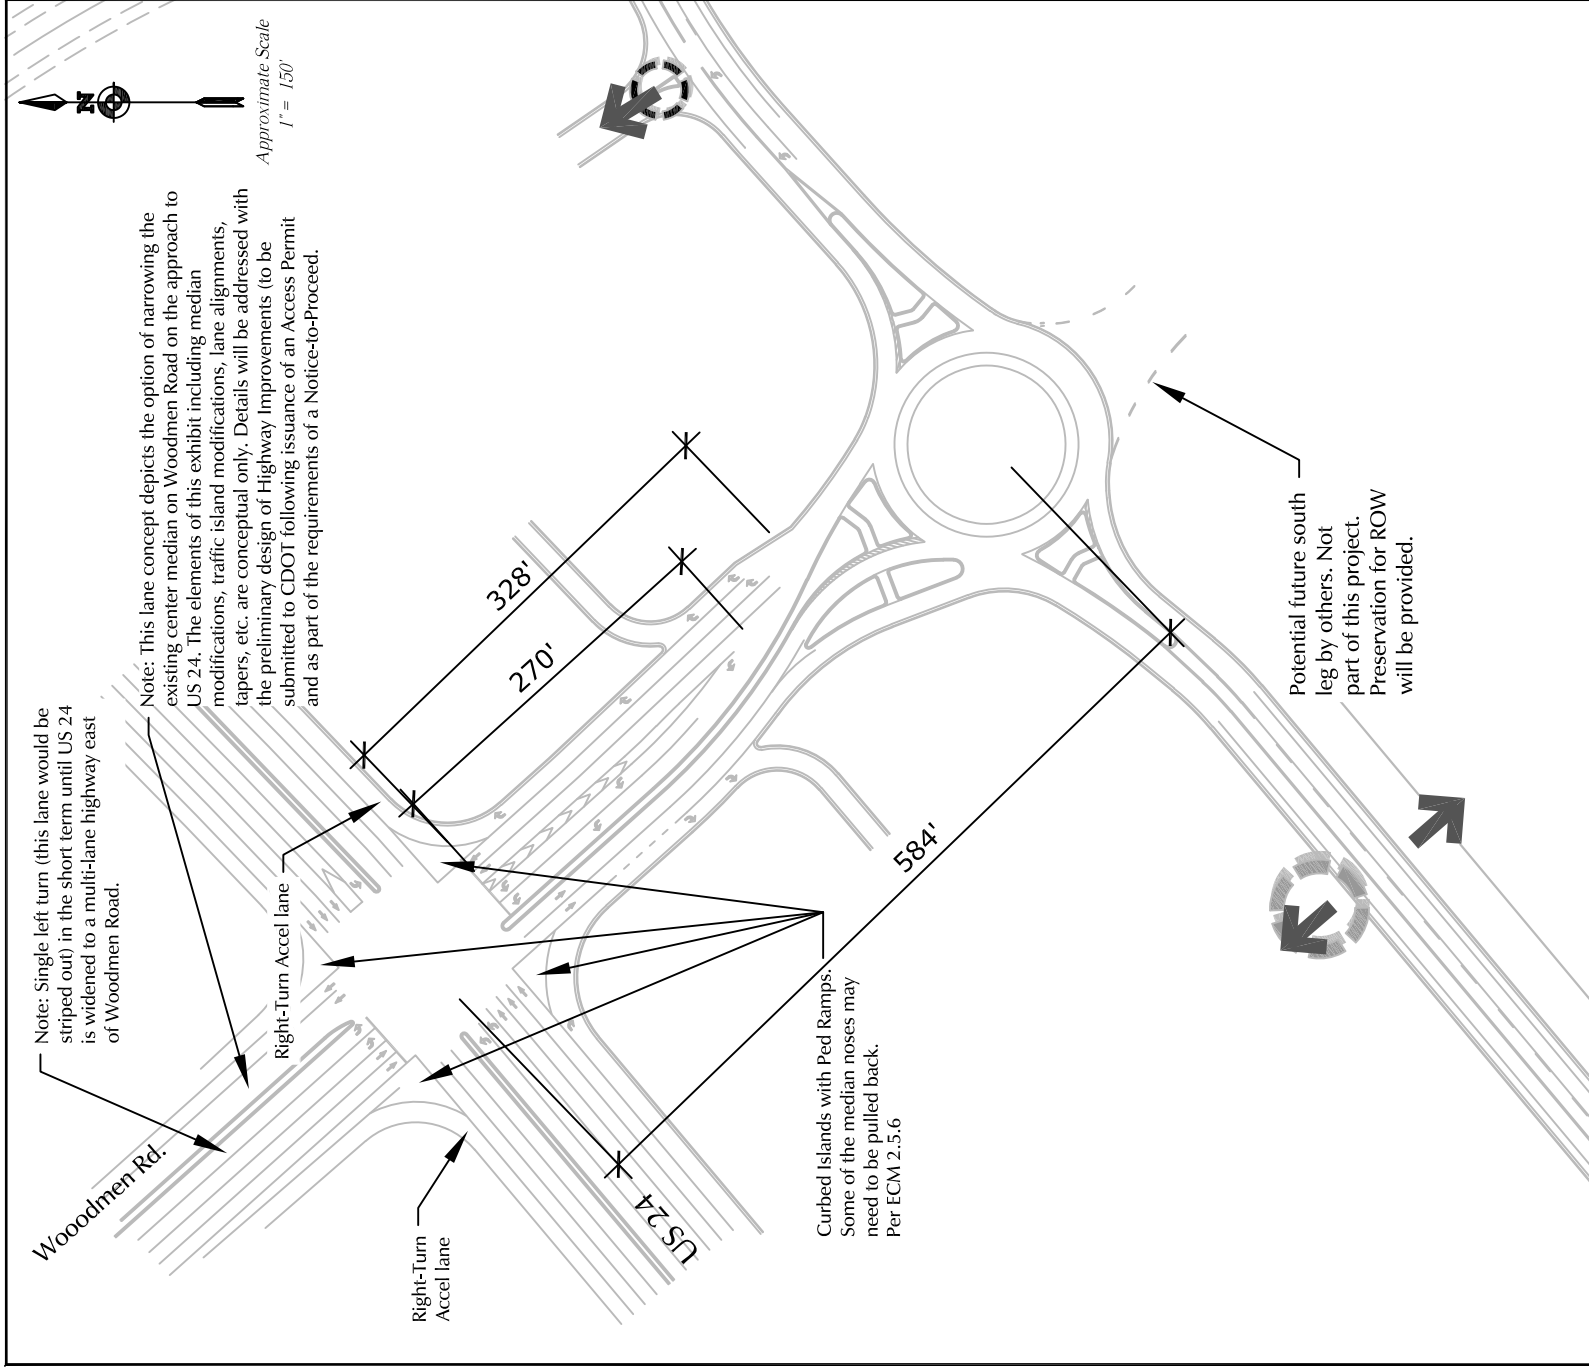 Note: Single left turn (this lane would be
striped out) in the short term until US 24
is widened to a multi-lane highway east
of Woodmen Road.
Note: This lane concept depicts the option of narrowing the
existing center median on Woodmen Road on the approach to
US 24. The elements of this exhibit including median
modifications, traffic island modifications, lane alignments,
tapers, etc. are conceptual only. Details will be addressed with
the preliminary design of Highway Improvements (to be
submitted to CDOT following issuance of an Access Permit
and as part of the requirements of a Notice-to-Proceed.
N
Approximate Scale
1" = 150'
Wooodmen Rd.
Right-Turn Accel lane
328'
270'
Right-Turn
Accel lane
US 24
584'
Curbed Islands with Ped Ramps.
Some of the median noses may
need to be pulled back.
Per ECM 2.5.6
Potential future south
leg by others. Not
part of this project.
Preservation for ROW
will be provided.